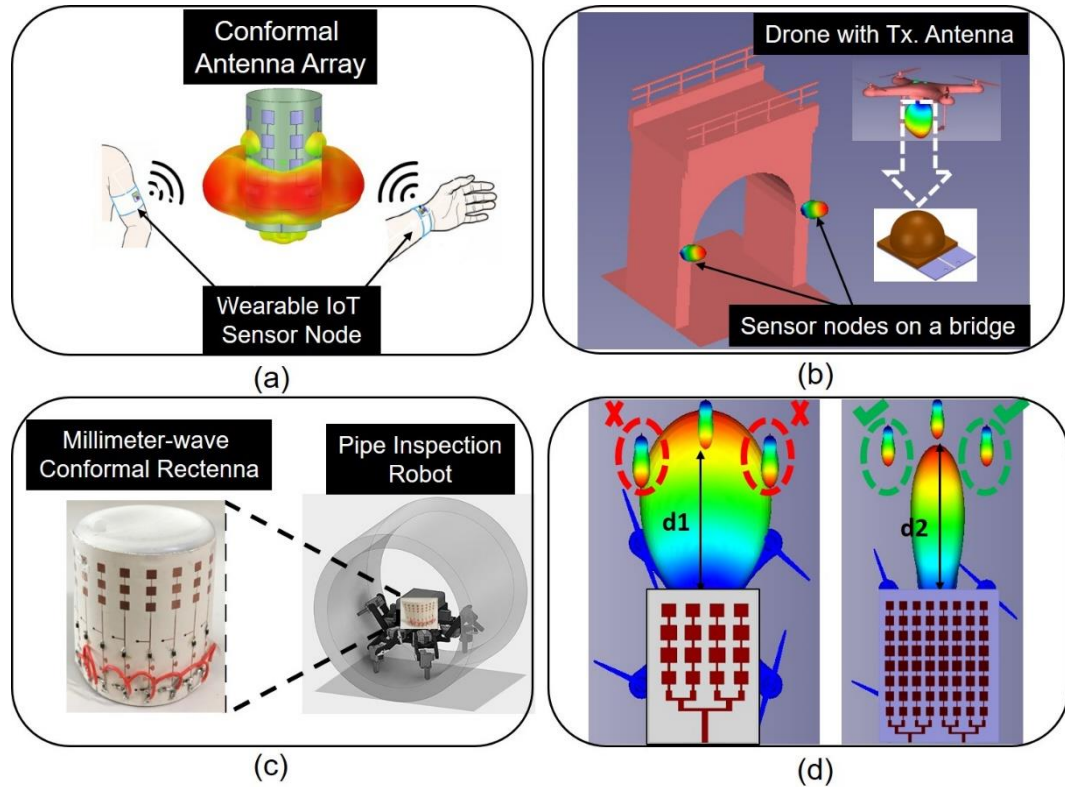 Conformal
Antenna Array
Wearable IoT
Sensor Node
(a)
Drone with Tx. Antenna
Sensor nodes on a bridge
(b)
Millimeter-wave
Conformal Rectenna
Pipe Inspection
Robot
(c)
d1
d2
(d)